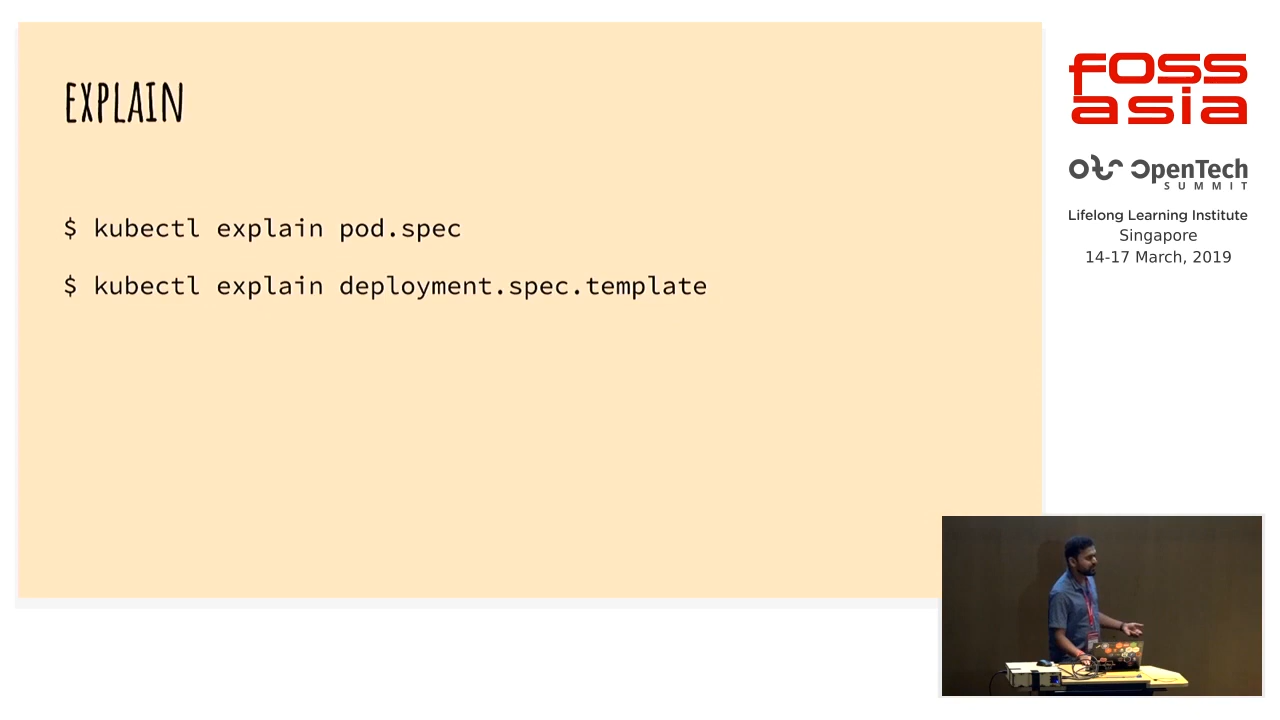 EXPLAIN
$ kubectl explain pod.spec
$ kubectl explain deployment.spec.template
fOSS
asia
OpenTech
SUMMIT
Lifelong Learning Institute
Singapore
14-17 March, 2019